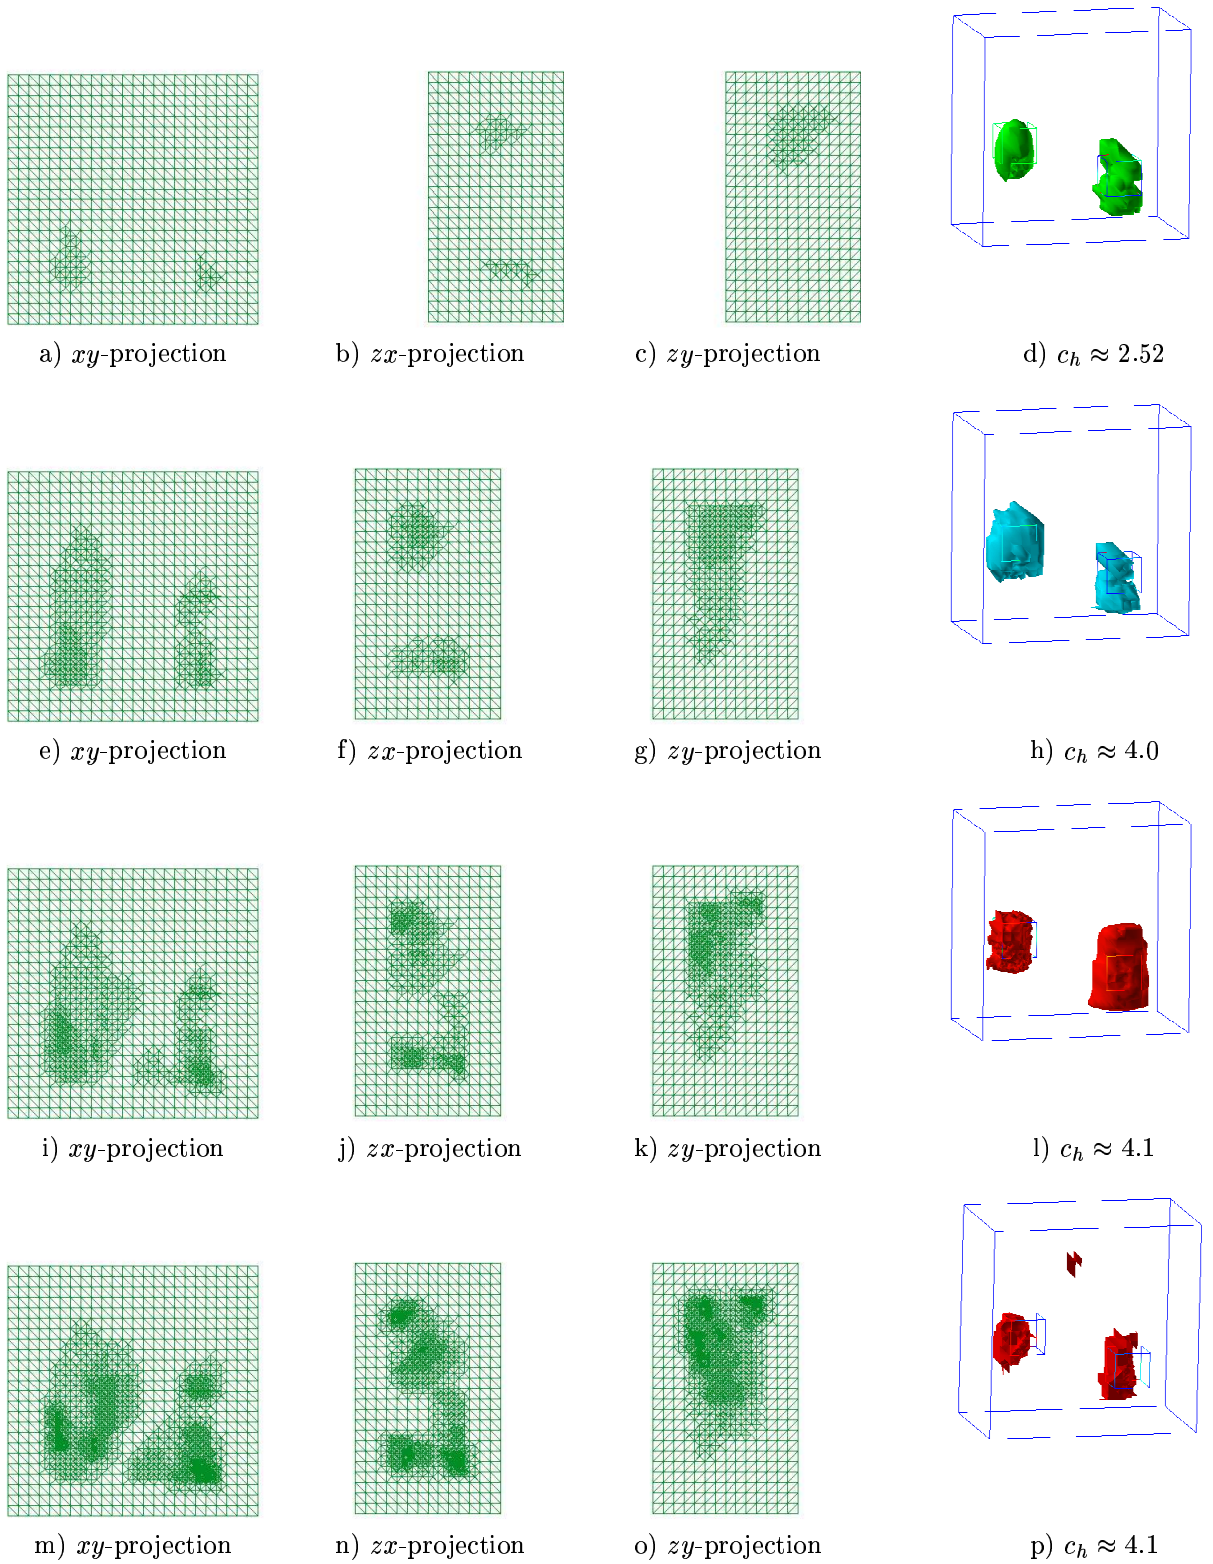 a) xy-projection b) zx-projection c) zy-projection d) c_h ≈ 2.52
e) xy-projection f) zx-projection g) zy-projection h) c_h ≈ 4.0
i) xy-projection j) zx-projection k) zy-projection l) c_h ≈ 4.1
m) xy-projection n) zx-projection o) zy-projection p) c_h ≈ 4.1